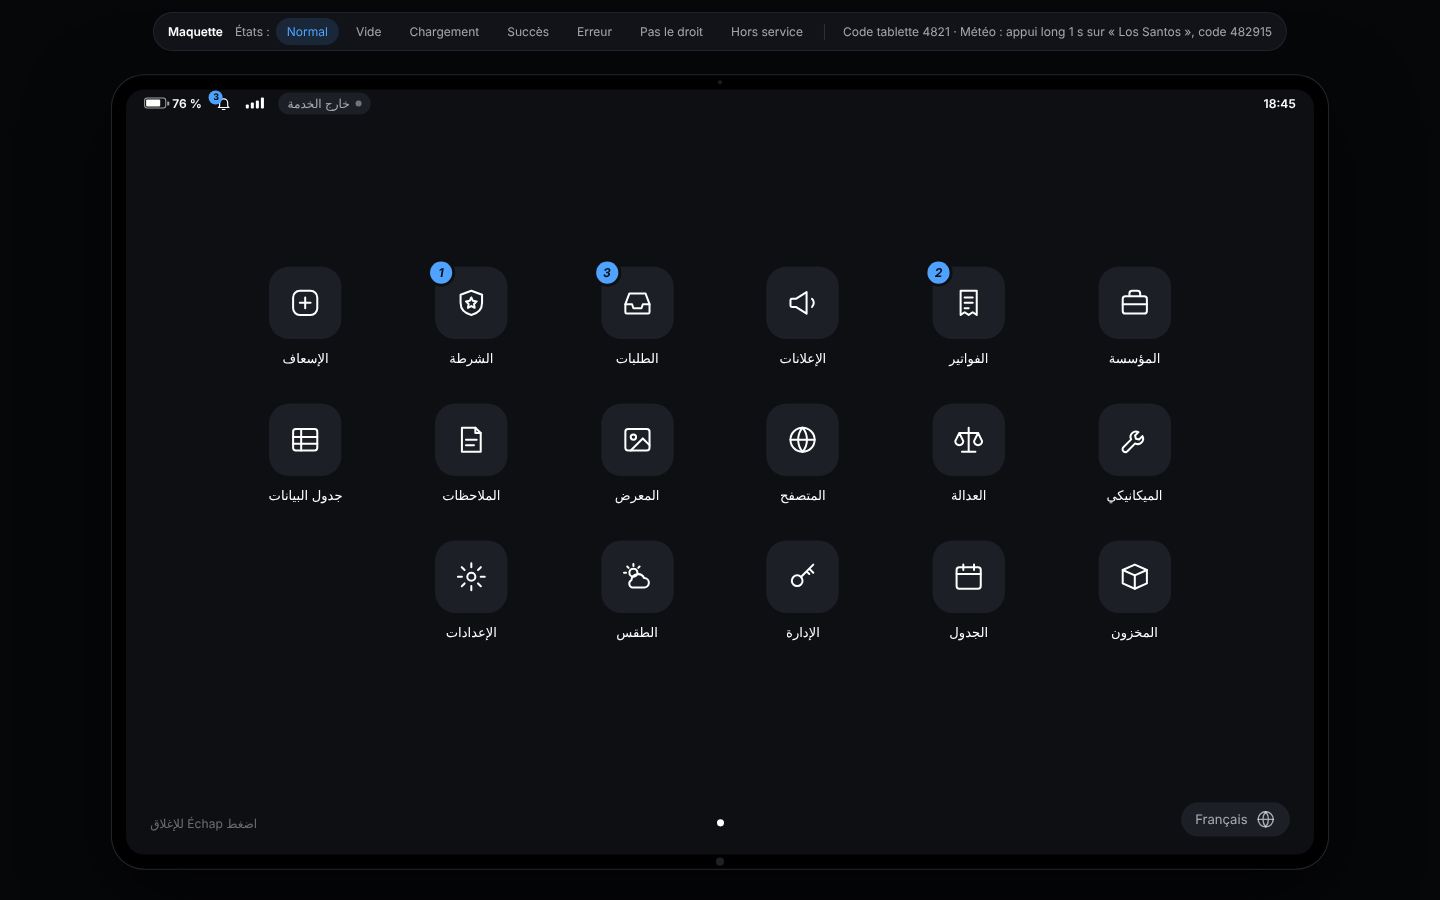 Maquette États : Normal Vide Chargement Succès Erreur Pas le droit Hors service Code tablette 4821 · Météo : appui long 1 s sur « Los Santos », code 482915
18:45 خارج الخدمة 3 76 %
2 3 1
المؤسسة الفواتير الإعلانات الطلبات الشرطة الإسعاف
الميكانيكي العدالة المتصفح المعرض الملاحظات جدول البيانات
المخزون الجدول الإدارة الطقس الإعدادات
Français
اضغط Échap للإغلاق